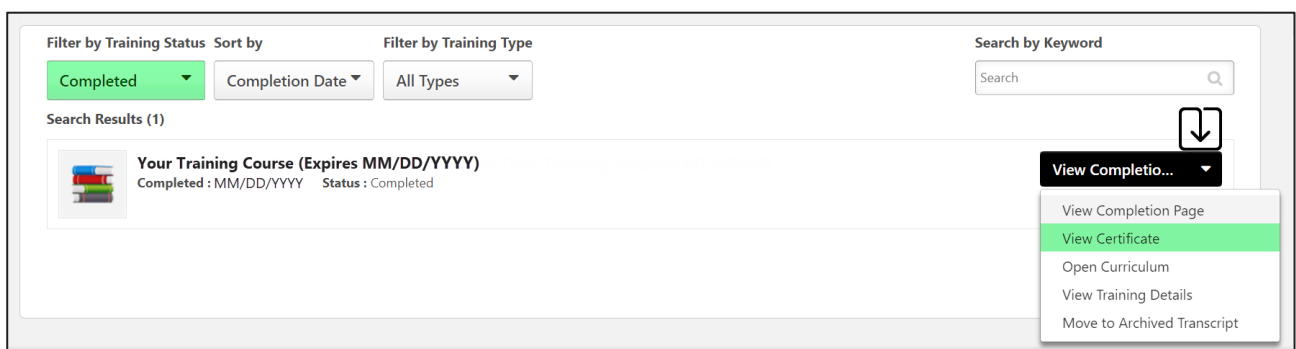 Filter by Training Status Sort by Filter by Training Type Search by Keyword
Completed Completion Date All Types Search
Search Results (1)
Your Training Course (Expires MM/DD/YYYY)
Completed : MM/DD/YYYY Status : Completed
View Completio...
View Completion Page
View Certificate
Open Curriculum
View Training Details
Move to Archived Transcript